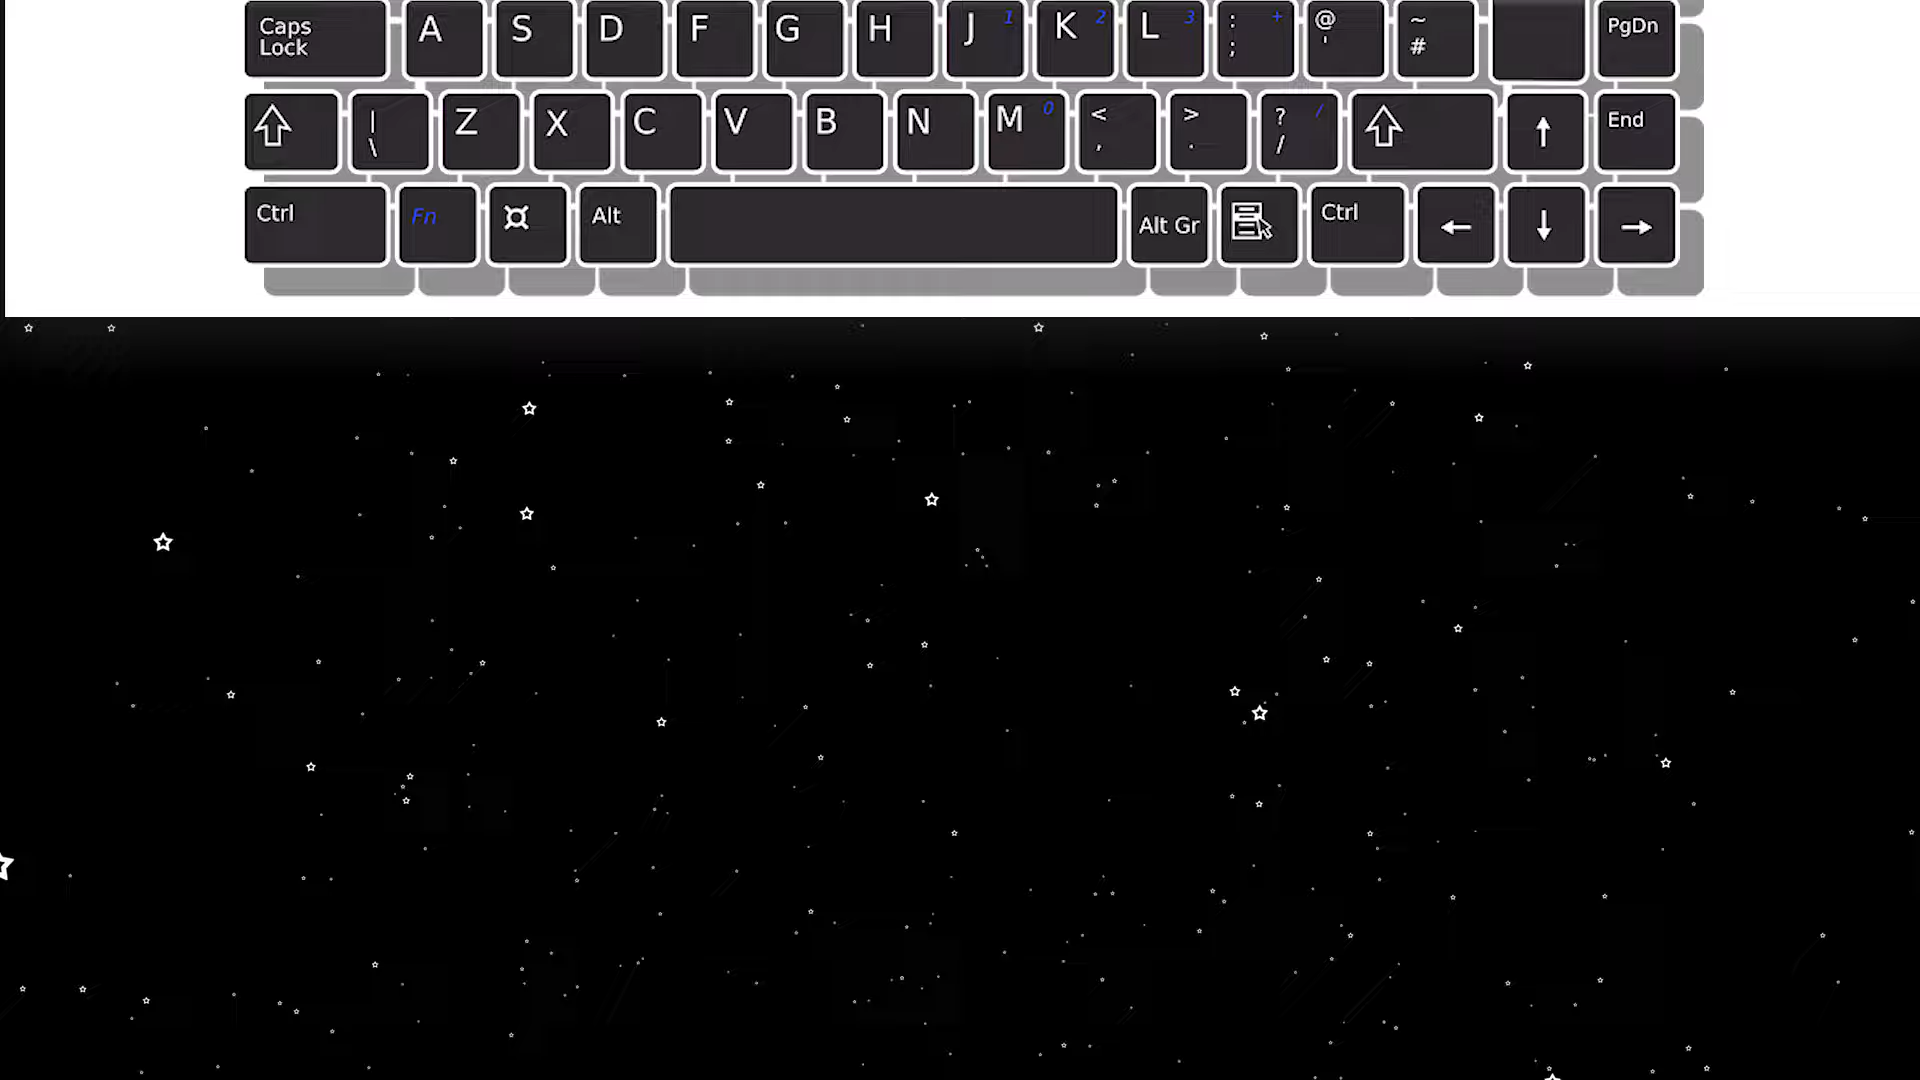 Caps Lock A S D F G H J 1 K 2 L 3 : ; + @ ' ~ # PgDn
| \ Z X C V B N M 0 < , > . ? / / ↑ End
Ctrl Fn ¤ Alt Alt Gr Ctrl ← ↓ →